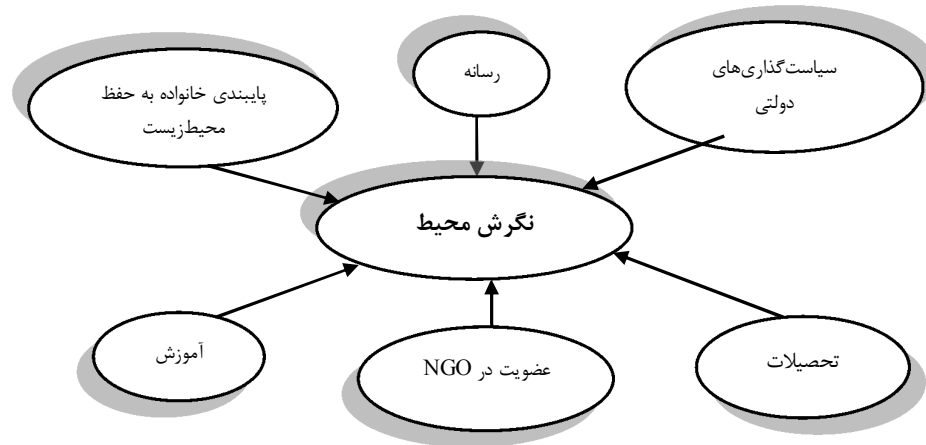 سیاست‌گذاری‌های
دولتی
رسانه
پایبندی خانواده به حفظ
محیط‌زیست
نگرش محیط
تحصیلات
عضویت در NGO
آموزش